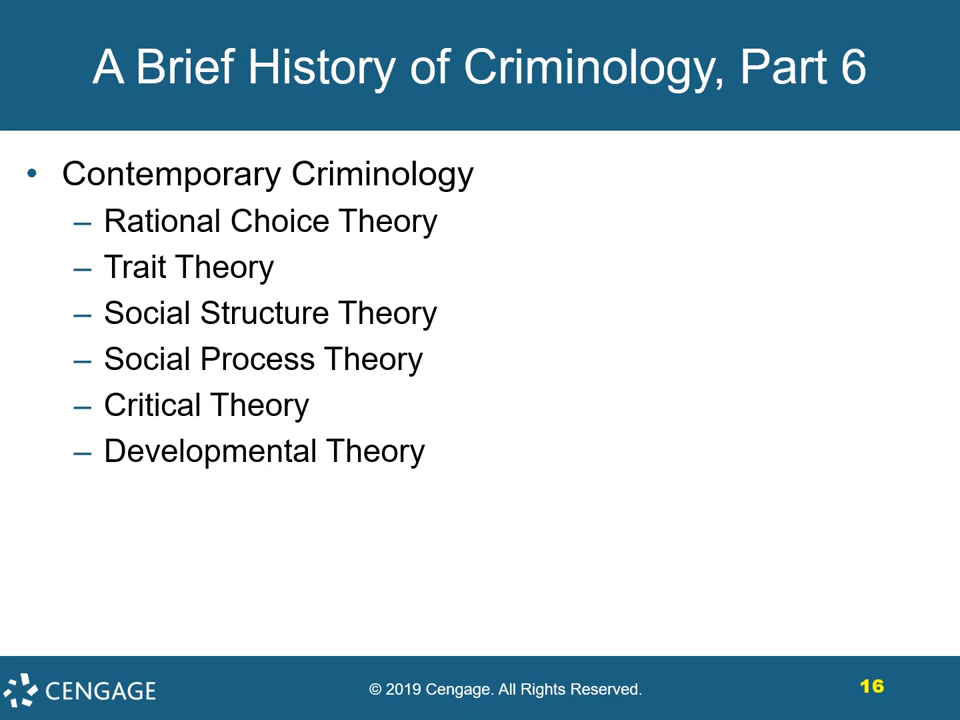 A Brief History of Criminology, Part 6
• Contemporary Criminology
– Rational Choice Theory
– Trait Theory
– Social Structure Theory
– Social Process Theory
– Critical Theory
– Developmental Theory
CENGAGE
© 2019 Cengage. All Rights Reserved.
16